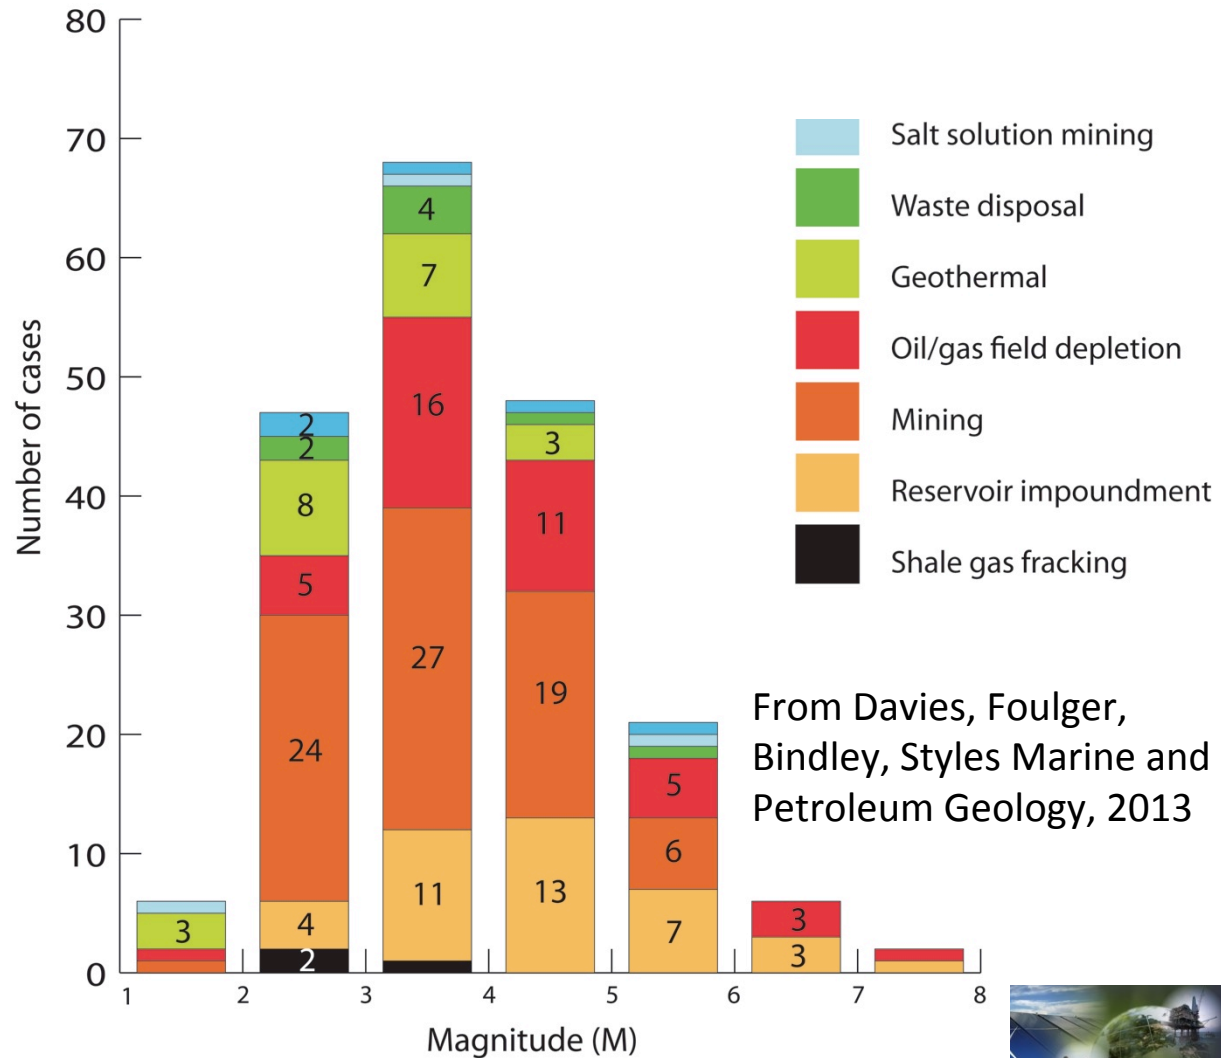 80
70
60
50
40
30
20
10
0
Number of cases
1 2 3 4 5 6 7 8
Magnitude (M)
3
2
2
8
5
24
4
2
4
7
16
27
11
3
11
19
13
5
6
7
3
3
Salt solution mining
Waste disposal
Geothermal
Oil/gas field depletion
Mining
Reservoir impoundment
Shale gas fracking
From Davies, Foulger,
Bindley, Styles Marine and
Petroleum Geology, 2013